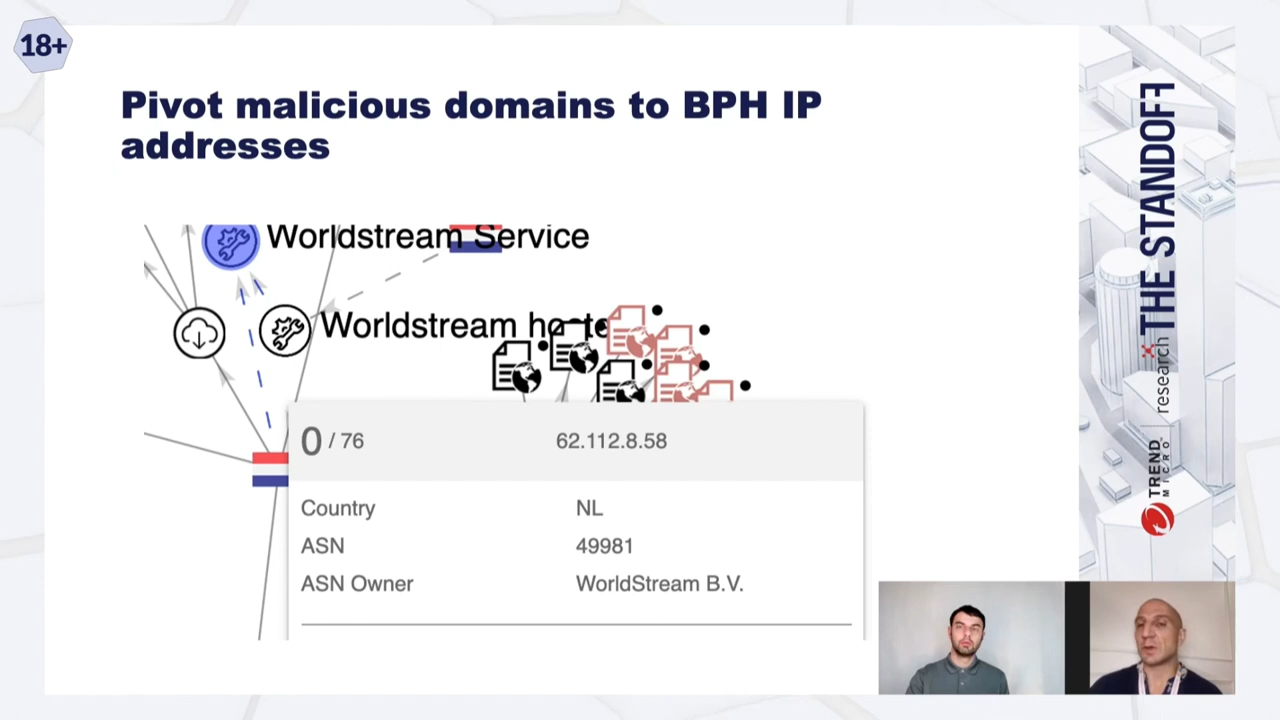 18+
Pivot malicious domains to BPH IP
addresses
Worldstream Service
Worldstream
0 / 76
62.112.8.58
Country
NL
ASN
49981
ASN Owner
WorldStream B.V.
THE STANDOFF
TREND
MICRO
research